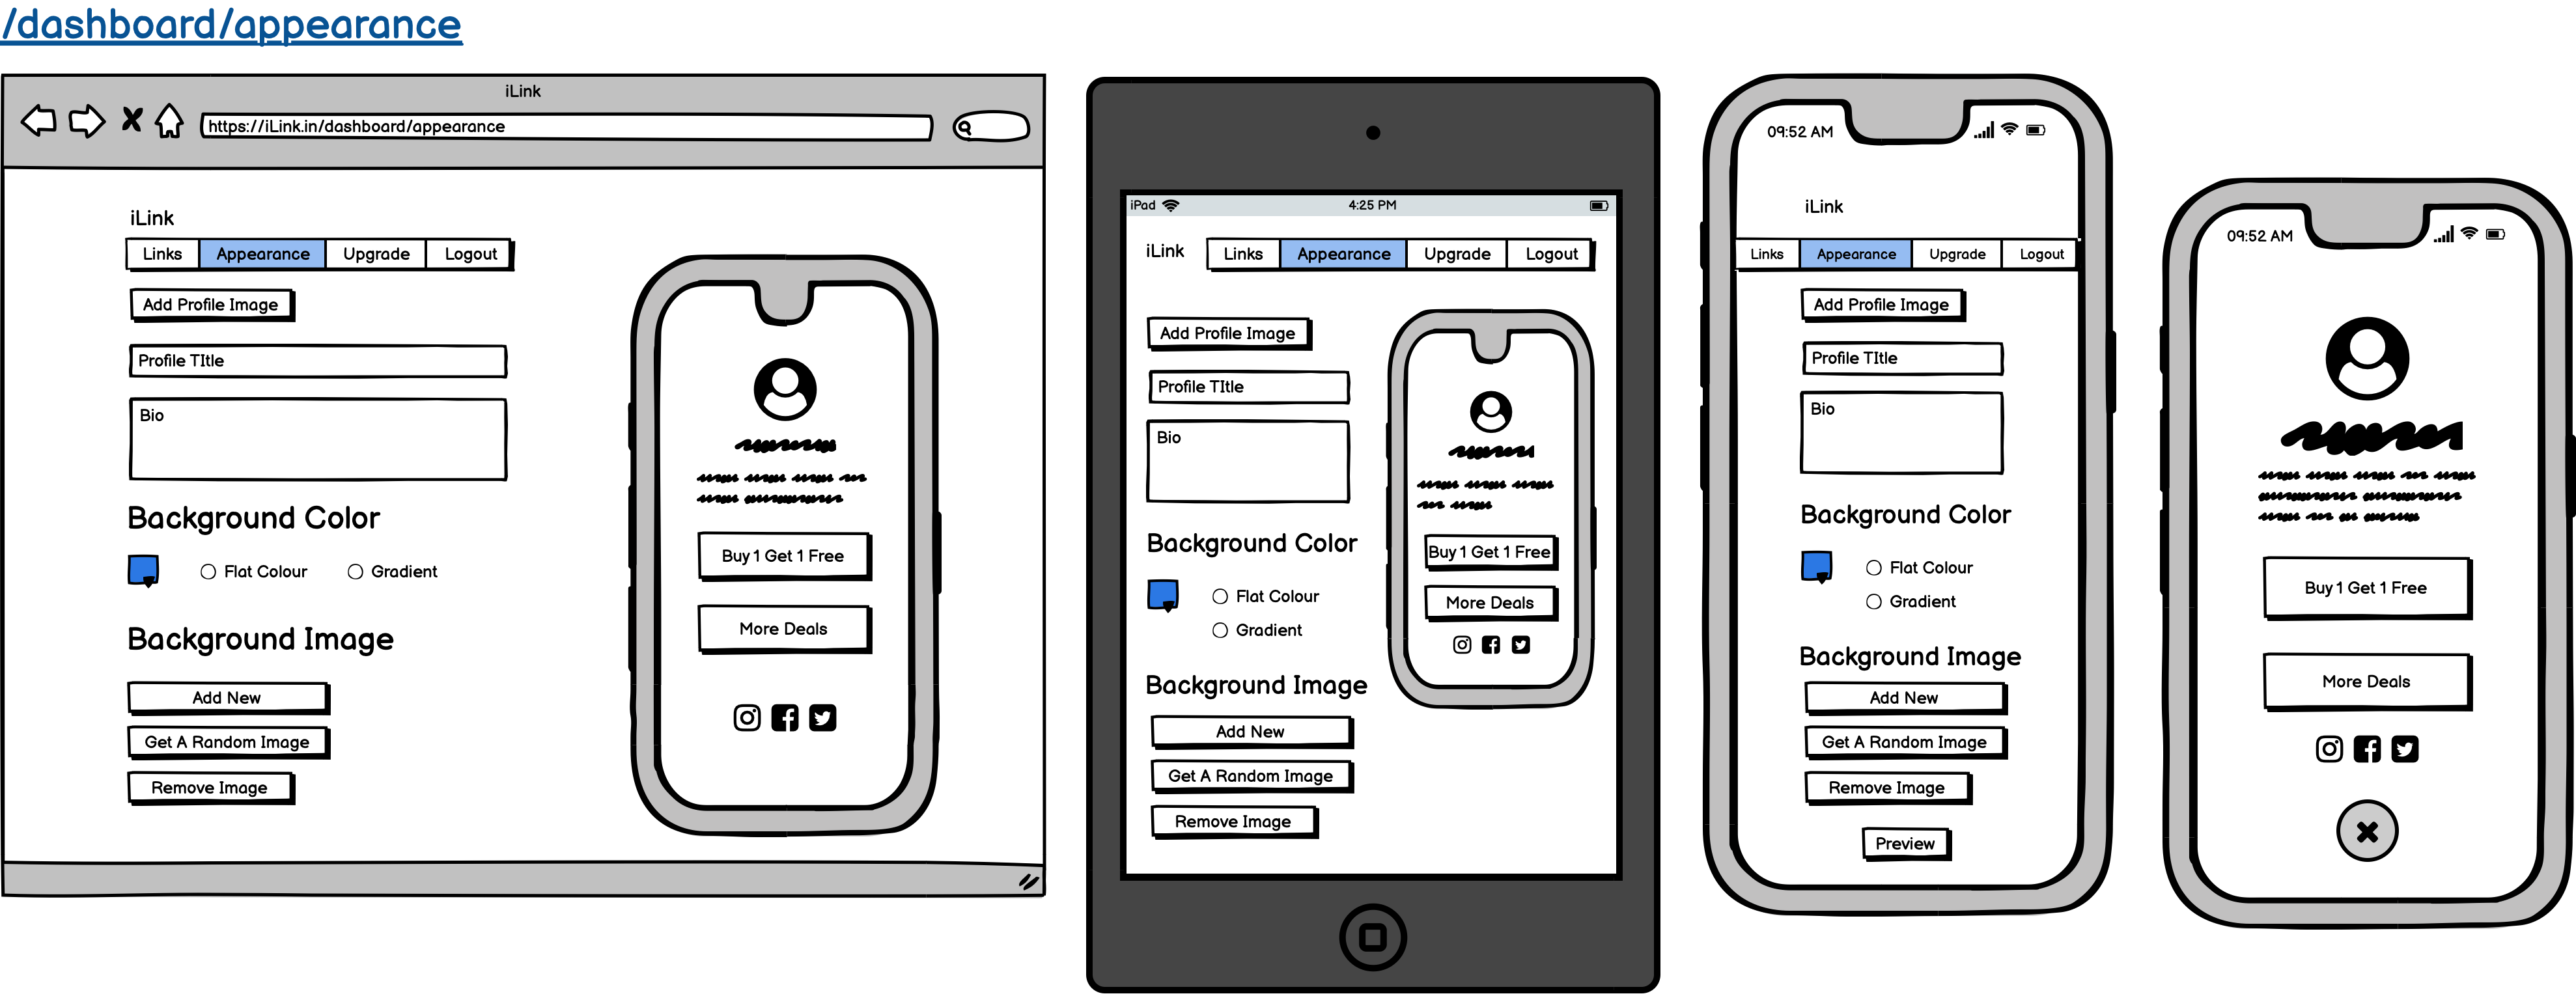 /dashboard/appearance
iLink
https://iLink.in/dashboard/appearance
iLink
Links Appearance Upgrade Logout
Add Profile Image
Profile TItle
Bio
Background Color
Flat Colour Gradient
Background Image
Add New
Get A Random Image
Remove Image
Buy 1 Get 1 Free
More Deals
iPad 4:25 PM
iLink Links Appearance Upgrade Logout
Add Profile Image
Profile TItle
Bio
Background Color
Flat Colour
Gradient
Background Image
Add New
Get A Random Image
Remove Image
Buy 1 Get 1 Free
More Deals
09:52 AM
iLink
Links Appearance Upgrade Logout
Add Profile Image
Profile TItle
Bio
Background Color
Flat Colour
Gradient
Background Image
Add New
Get A Random Image
Remove Image
Preview
09:52 AM
Buy 1 Get 1 Free
More Deals